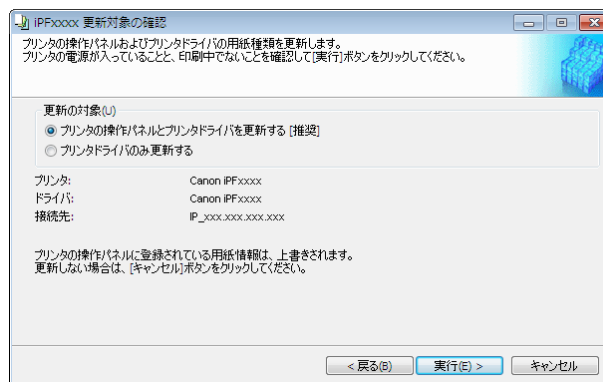 iPFxxxx 更新対象の確認
プリンタの操作パネルおよびプリンタドライバの用紙種類を更新します。
プリンタの電源が入っていることと、印刷中でないことを確認して[実行]ボタンをクリックしてください。
更新の対象(U)
プリンタの操作パネルとプリンタドライバを更新する [推奨]
プリンタドライバのみ更新する
プリンタ: Canon iPFxxxx
ドライバ: Canon iPFxxxx
接続先: IP_xxx.xxx.xxx.xxx
プリンタの操作パネルに登録されている用紙情報は、上書きされます。
更新しない場合は、[キャンセル]ボタンをクリックしてください。
< 戻る(B) 実行(E) > キャンセル